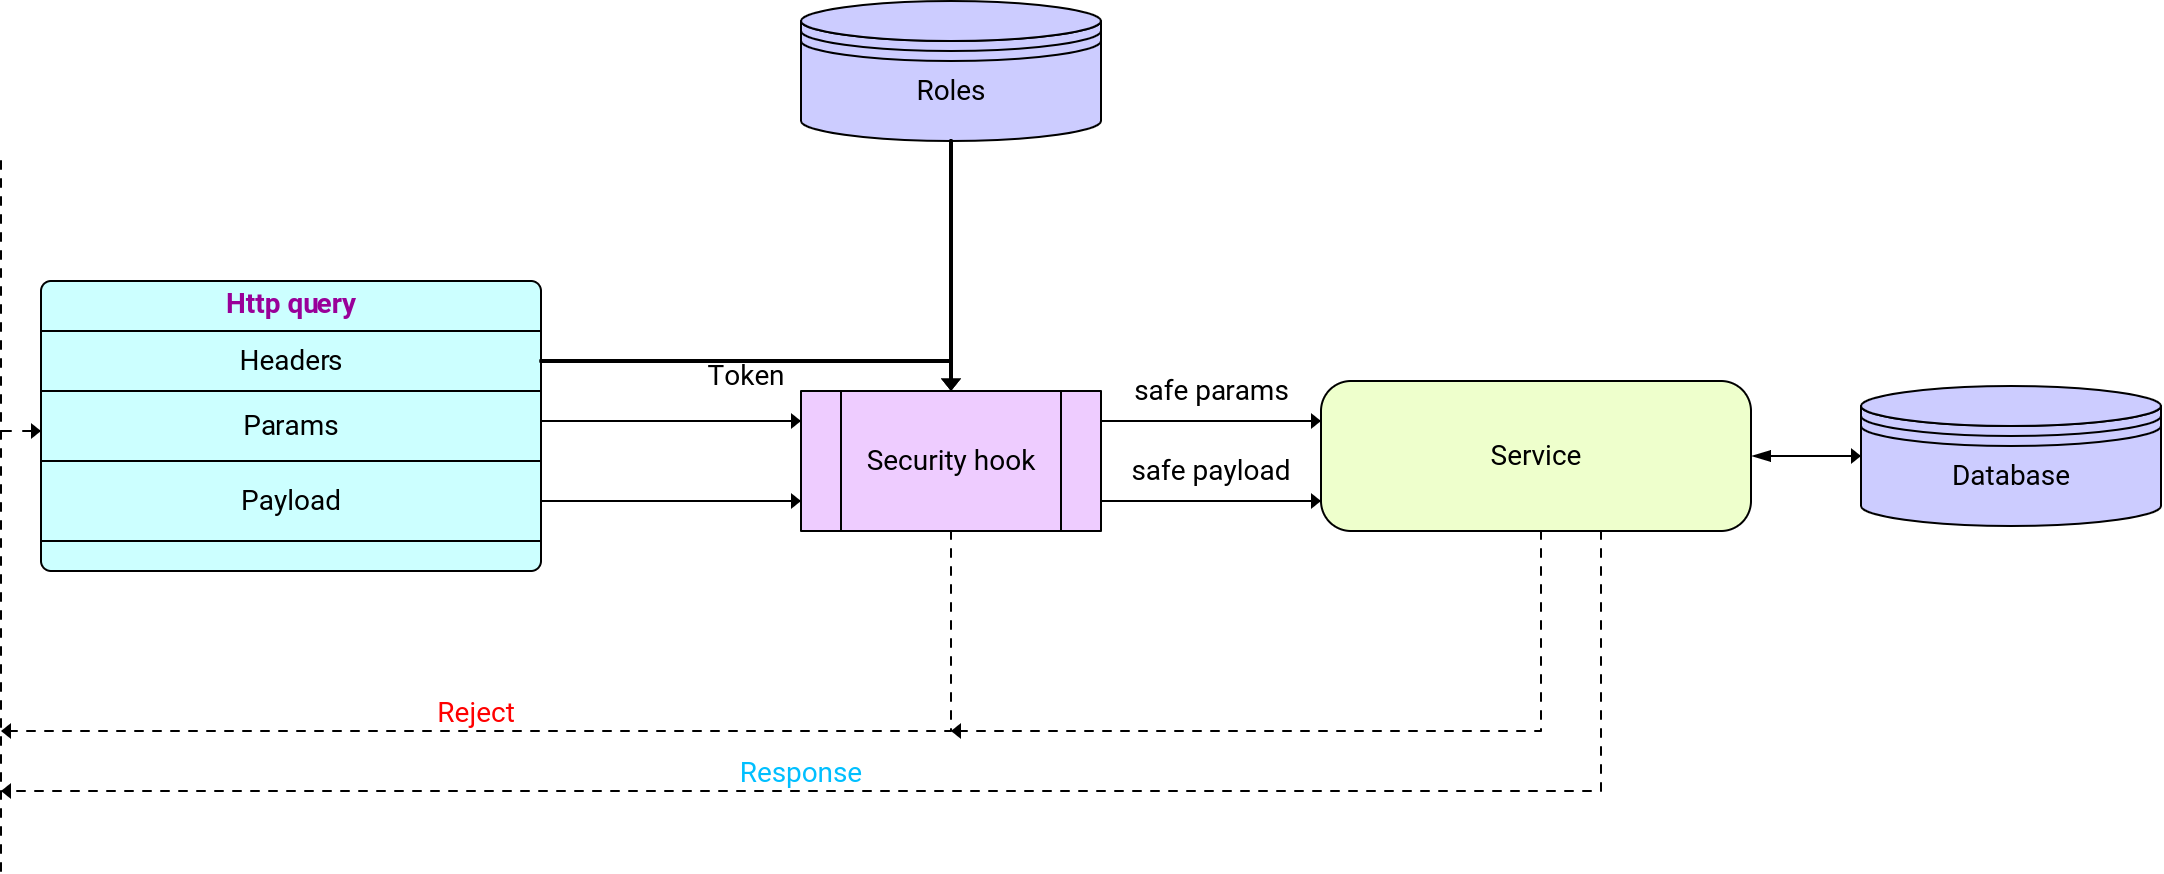 Roles
Http query
Headers
Token
Params
safe params
Security hook
Service
safe payload
Database
Payload
Reject
Response